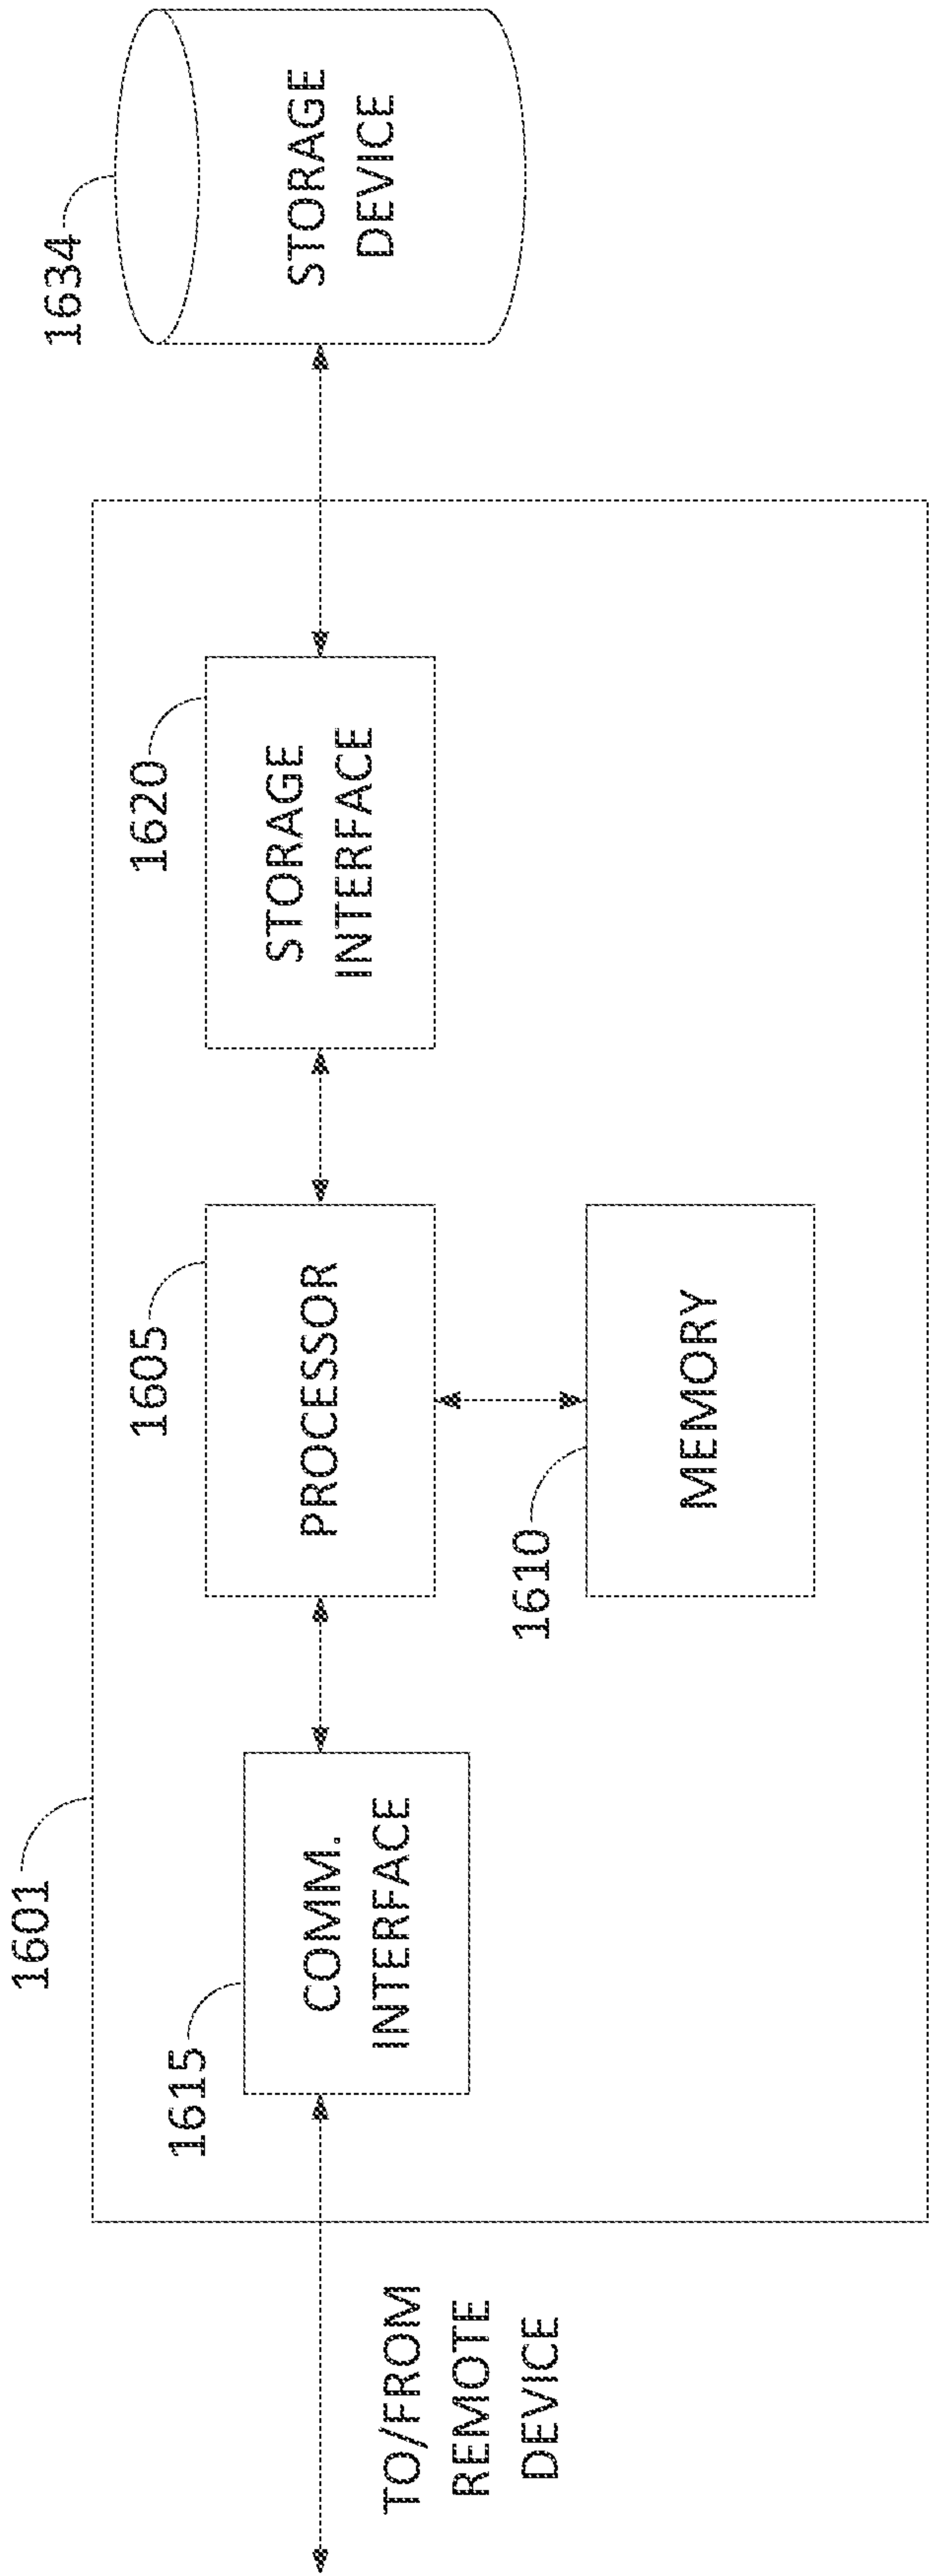 1601
1615
COMM.
INTERFACE
1605
PROCESSOR
1610
MEMORY
1620
STORAGE
INTERFACE
1634
STORAGE
DEVICE
TO/FROM
REMOTE
DEVICE